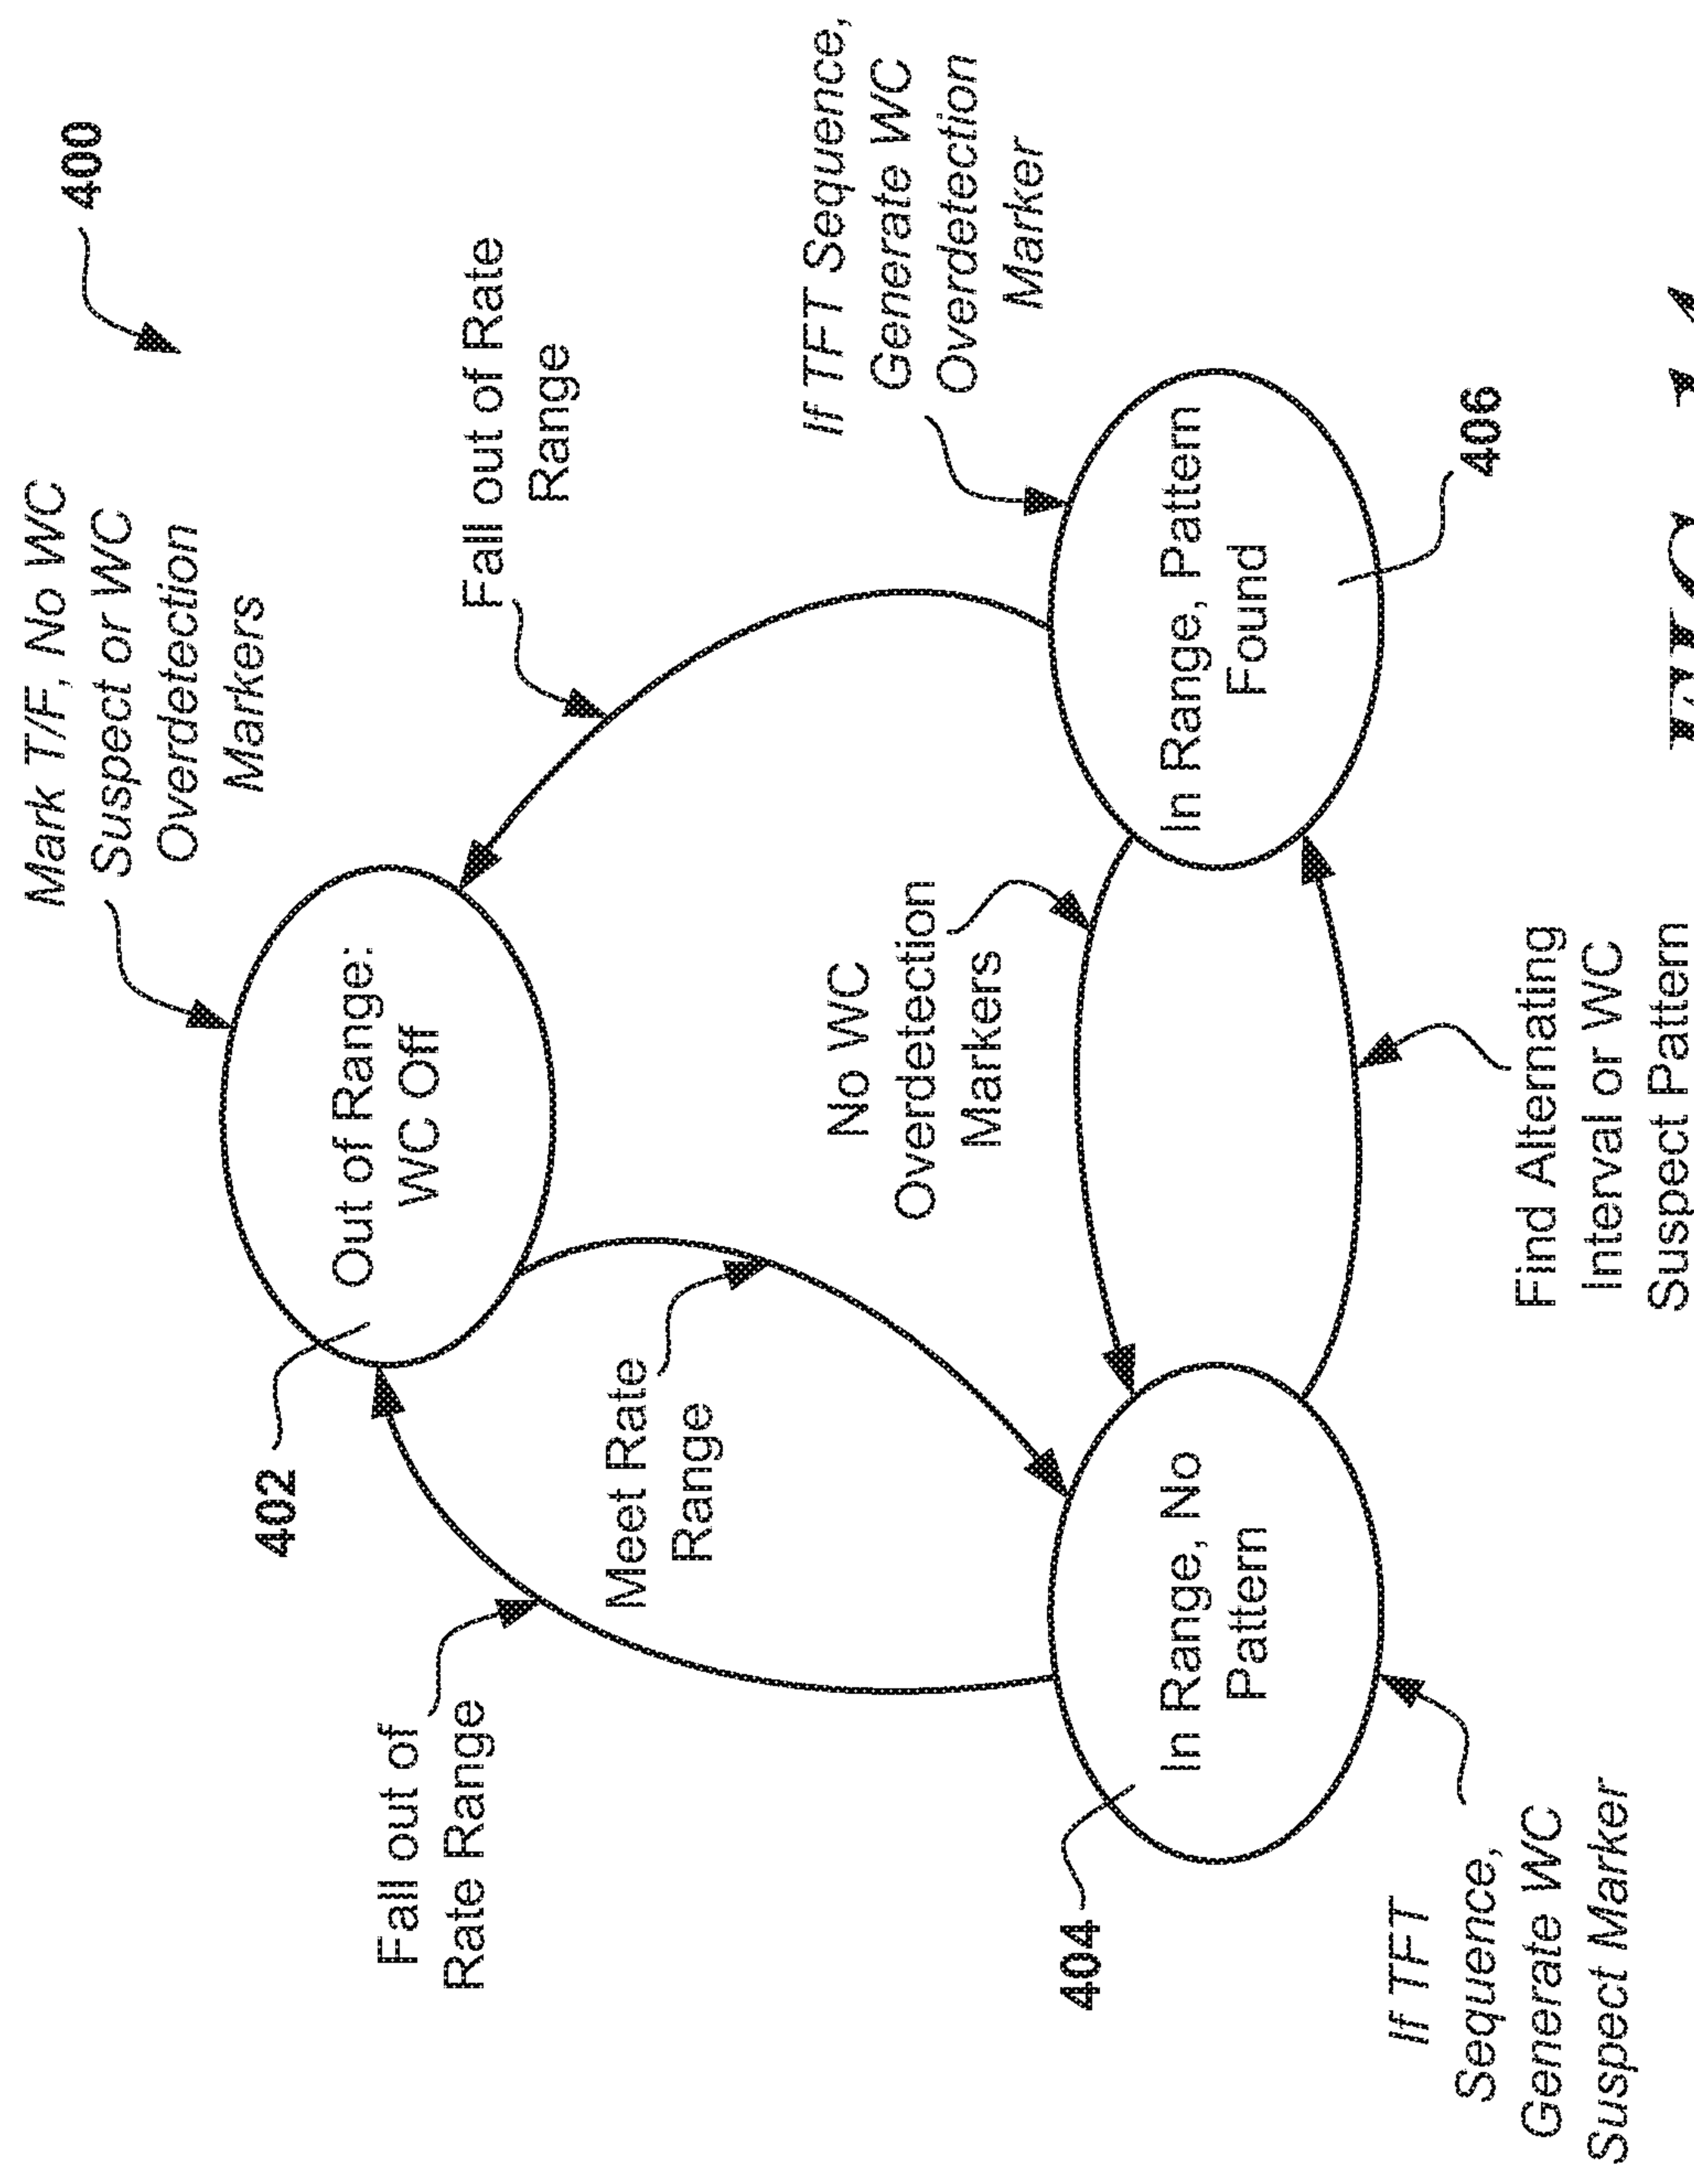 400
Mark T/F, No WC
Suspect or WC
Overdetection
Markers
402
Out of Range:
WC Off
Fall out of
Rate Range
Fall out of Rate
Range
Meet Rate
Range
No WC
Overdetection
Markers
If TFT Sequence,
Generate WC
Overdetection
Marker
404
In Range, No
Pattern
In Range, Pattern
Found
406
If TFT
Sequence,
Generate WC
Suspect Marker
Find Alternating
Interval or WC
Suspect Pattern